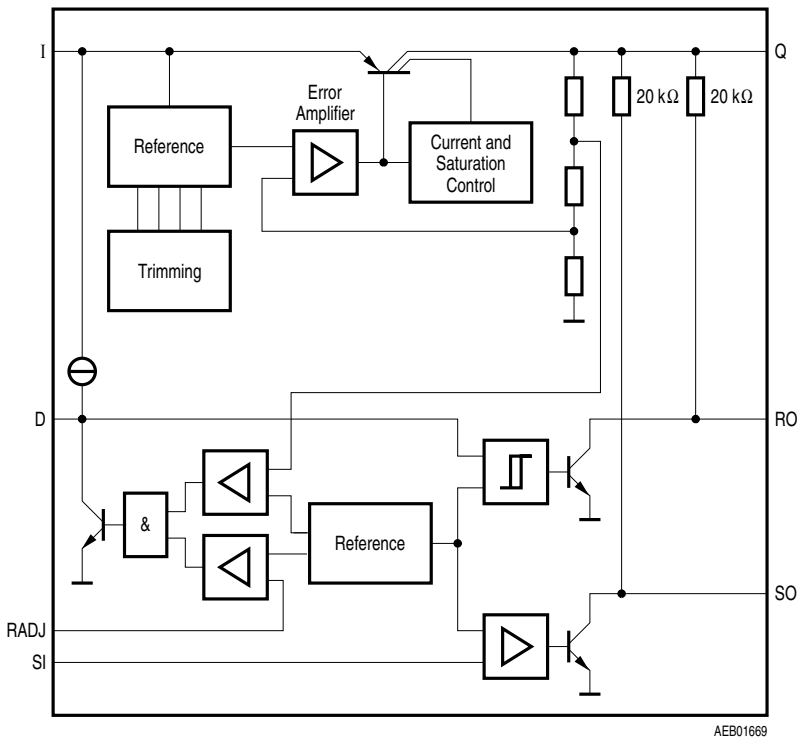 I
Q
Error
Amplifier
20 kΩ
20 kΩ
Reference
Current and
Saturation
Control
Trimming
D
RO
&
Reference
SO
RADJ
SI
AEB01669